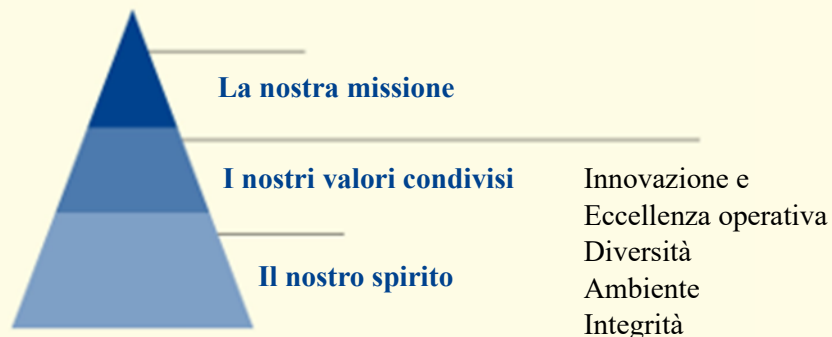 La nostra missione
I nostri valori condivisi
Il nostro spirito
Innovazione e
Eccellenza operativa
Diversità
Ambiente
Integrità